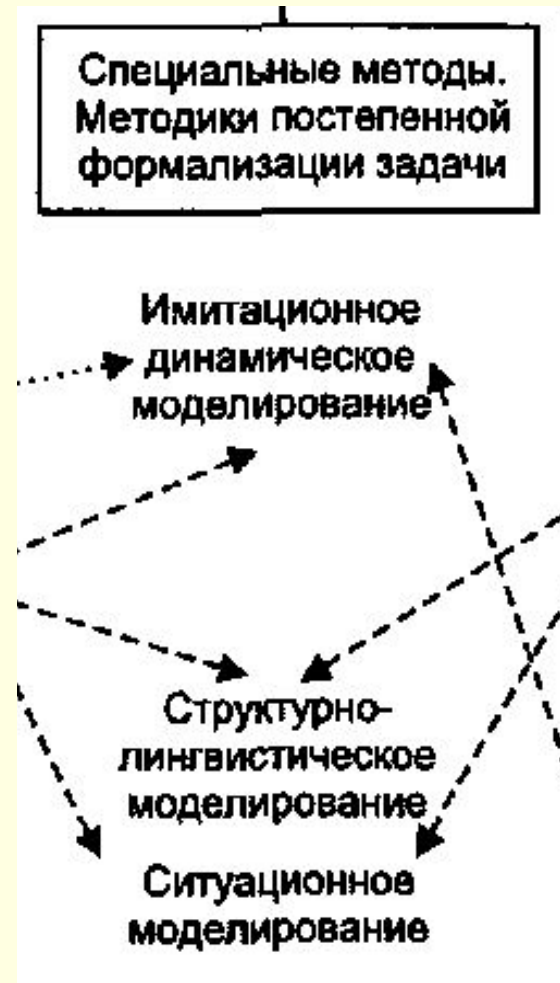 Специальные методы.
Методики постепенной
формализации задачи
Имитационное
динамическое
моделирование
Структурно-
лингвистическое
моделирование
Ситуационное
моделирование